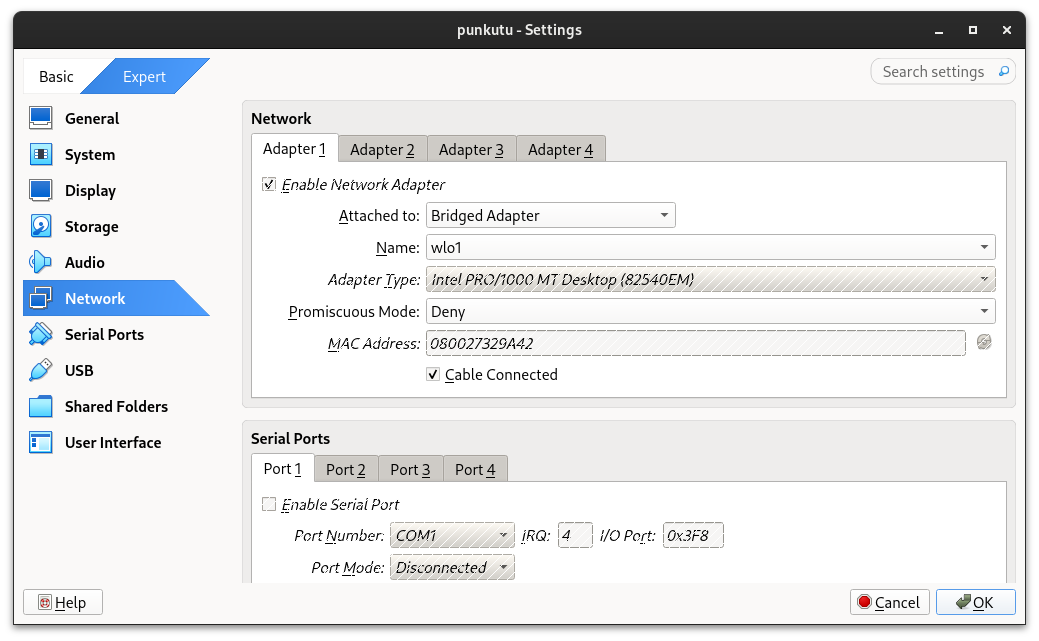 punkutu - Settings
Basic Expert Search settings
General
System
Display
Storage
Audio
Network
Serial Ports
USB
Shared Folders
User Interface
Network
Adapter 1 Adapter 2 Adapter 3 Adapter 4
Enable Network Adapter
Attached to: Bridged Adapter
Name: wlo1
Adapter Type: Intel PRO/1000 MT Desktop (82540EM)
Promiscuous Mode: Deny
MAC Address: 080027329A42
Cable Connected
Serial Ports
Port 1 Port 2 Port 3 Port 4
Enable Serial Port
Port Number: COM1 IRQ: 4 I/O Port: 0x3F8
Port Mode: Disconnected
Help Cancel OK